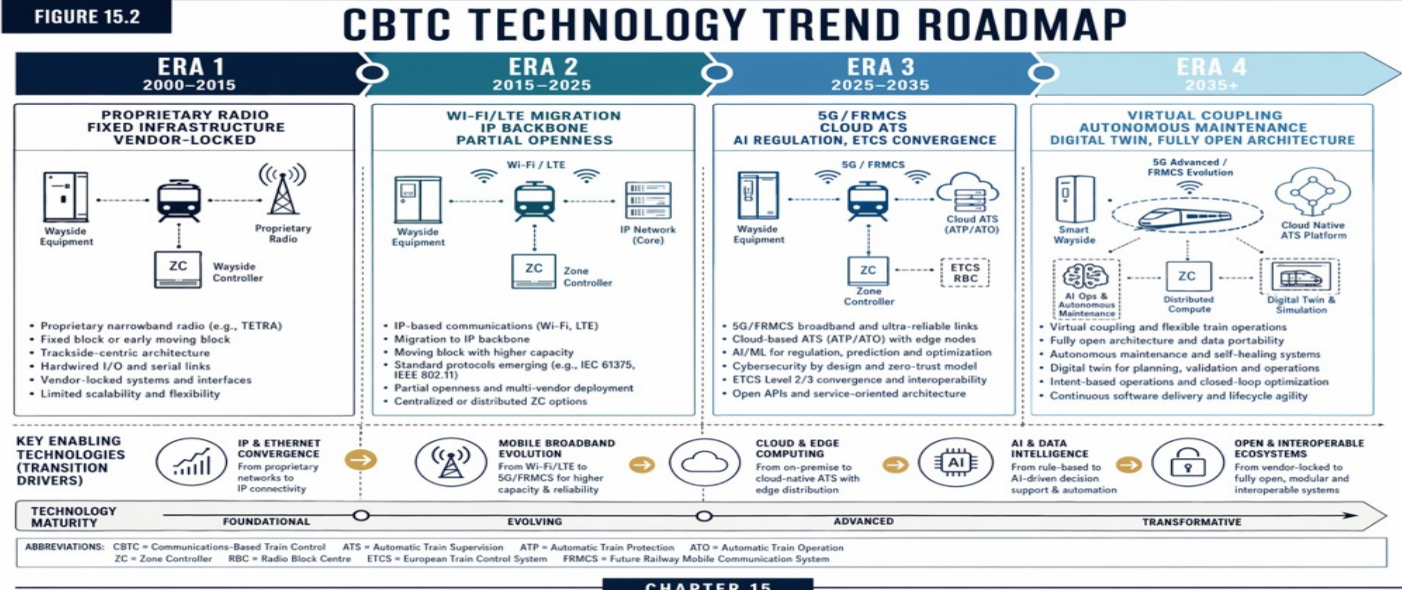 FIGURE 15.2
CBTC TECHNOLOGY TREND ROADMAP
ERA 1
2000–2015
ERA 2
2015–2025
ERA 3
2025–2035
ERA 4
2035+
PROPRIETARY RADIO
FIXED INFRASTRUCTURE
VENDOR-LOCKED
Wayside
Equipment
Proprietary
Radio
ZC
Wayside
Controller
• Proprietary narrowband radio (e.g., TETRA)
• Fixed block or early moving block
• Trackside-centric architecture
• Hardwired I/O and serial links
• Vendor-locked systems and interfaces
• Limited scalability and flexibility
WI-FI/LTE MIGRATION
IP BACKBONE
PARTIAL OPENNESS
Wi-Fi / LTE
Wayside
Equipment
IP Network
(Core)
ZC
Zone
Controller
• IP-based communications (Wi-Fi, LTE)
• Migration to IP backbone
• Moving block with higher capacity
• Standard protocols emerging (e.g., IEC 61375,
IEEE 802.11)
• Partial openness and multi-vendor deployment
• Centralized or distributed ZC options
5G/FRMCS
CLOUD ATS
AI REGULATION, ETCS CONVERGENCE
5G / FRMCS
Wayside
Equipment
Cloud ATS
(ATP/ATO)
ZC
Zone
Controller
ETCS
RBC
• 5G/FRMCS broadband and ultra-reliable links
• Cloud-based ATS (ATP/ATO) with edge nodes
• AI/ML for regulation, prediction and optimization
• Cybersecurity by design and zero-trust model
• ETCS Level 2/3 convergence and interoperability
• Open APIs and service-oriented architecture
VIRTUAL COUPLING
AUTONOMOUS MAINTENANCE
DIGITAL TWIN, FULLY OPEN ARCHITECTURE
5G Advanced /
FRMCS Evolution
Smart
Wayside
Cloud Native
ATS Platform
AI Ops &
Autonomous
Maintenance
ZC
Distributed
Compute
Digital Twin &
Simulation
• Virtual coupling and flexible train operations
• Fully open architecture and data portability
• Autonomous maintenance and self-healing systems
• Digital twin for planning, validation and operations
• Intent-based operations and closed-loop optimization
• Continuous software delivery and lifecycle agility
KEY ENABLING
TECHNOLOGIES
(TRANSITION
DRIVERS)
IP & ETHERNET
CONVERGENCE
From proprietary
networks to
IP connectivity
MOBILE BROADBAND
EVOLUTION
From Wi-Fi/LTE to
5G/FRMCS for higher
capacity & reliability
CLOUD & EDGE
COMPUTING
From on-premise to
cloud-native ATS with
edge distribution
AI
AI & DATA
INTELLIGENCE
From rule-based to
AI-driven decision
support & automation
OPEN & INTEROPERABLE
ECOSYSTEMS
From vendor-locked to
fully open, modular and
interoperable systems
TECHNOLOGY
MATURITY
FOUNDATIONAL
EVOLVING
ADVANCED
TRANSFORMATIVE
ABBREVIATIONS: CBTC = Communications-Based Train Control ATS = Automatic Train Supervision ATP = Automatic Train Protection ATO = Automatic Train Operation
ZC = Zone Controller RBC = Radio Block Centre ETCS = European Train Control System FRMCS = Future Railway Mobile Communication System
CHAPTER 15